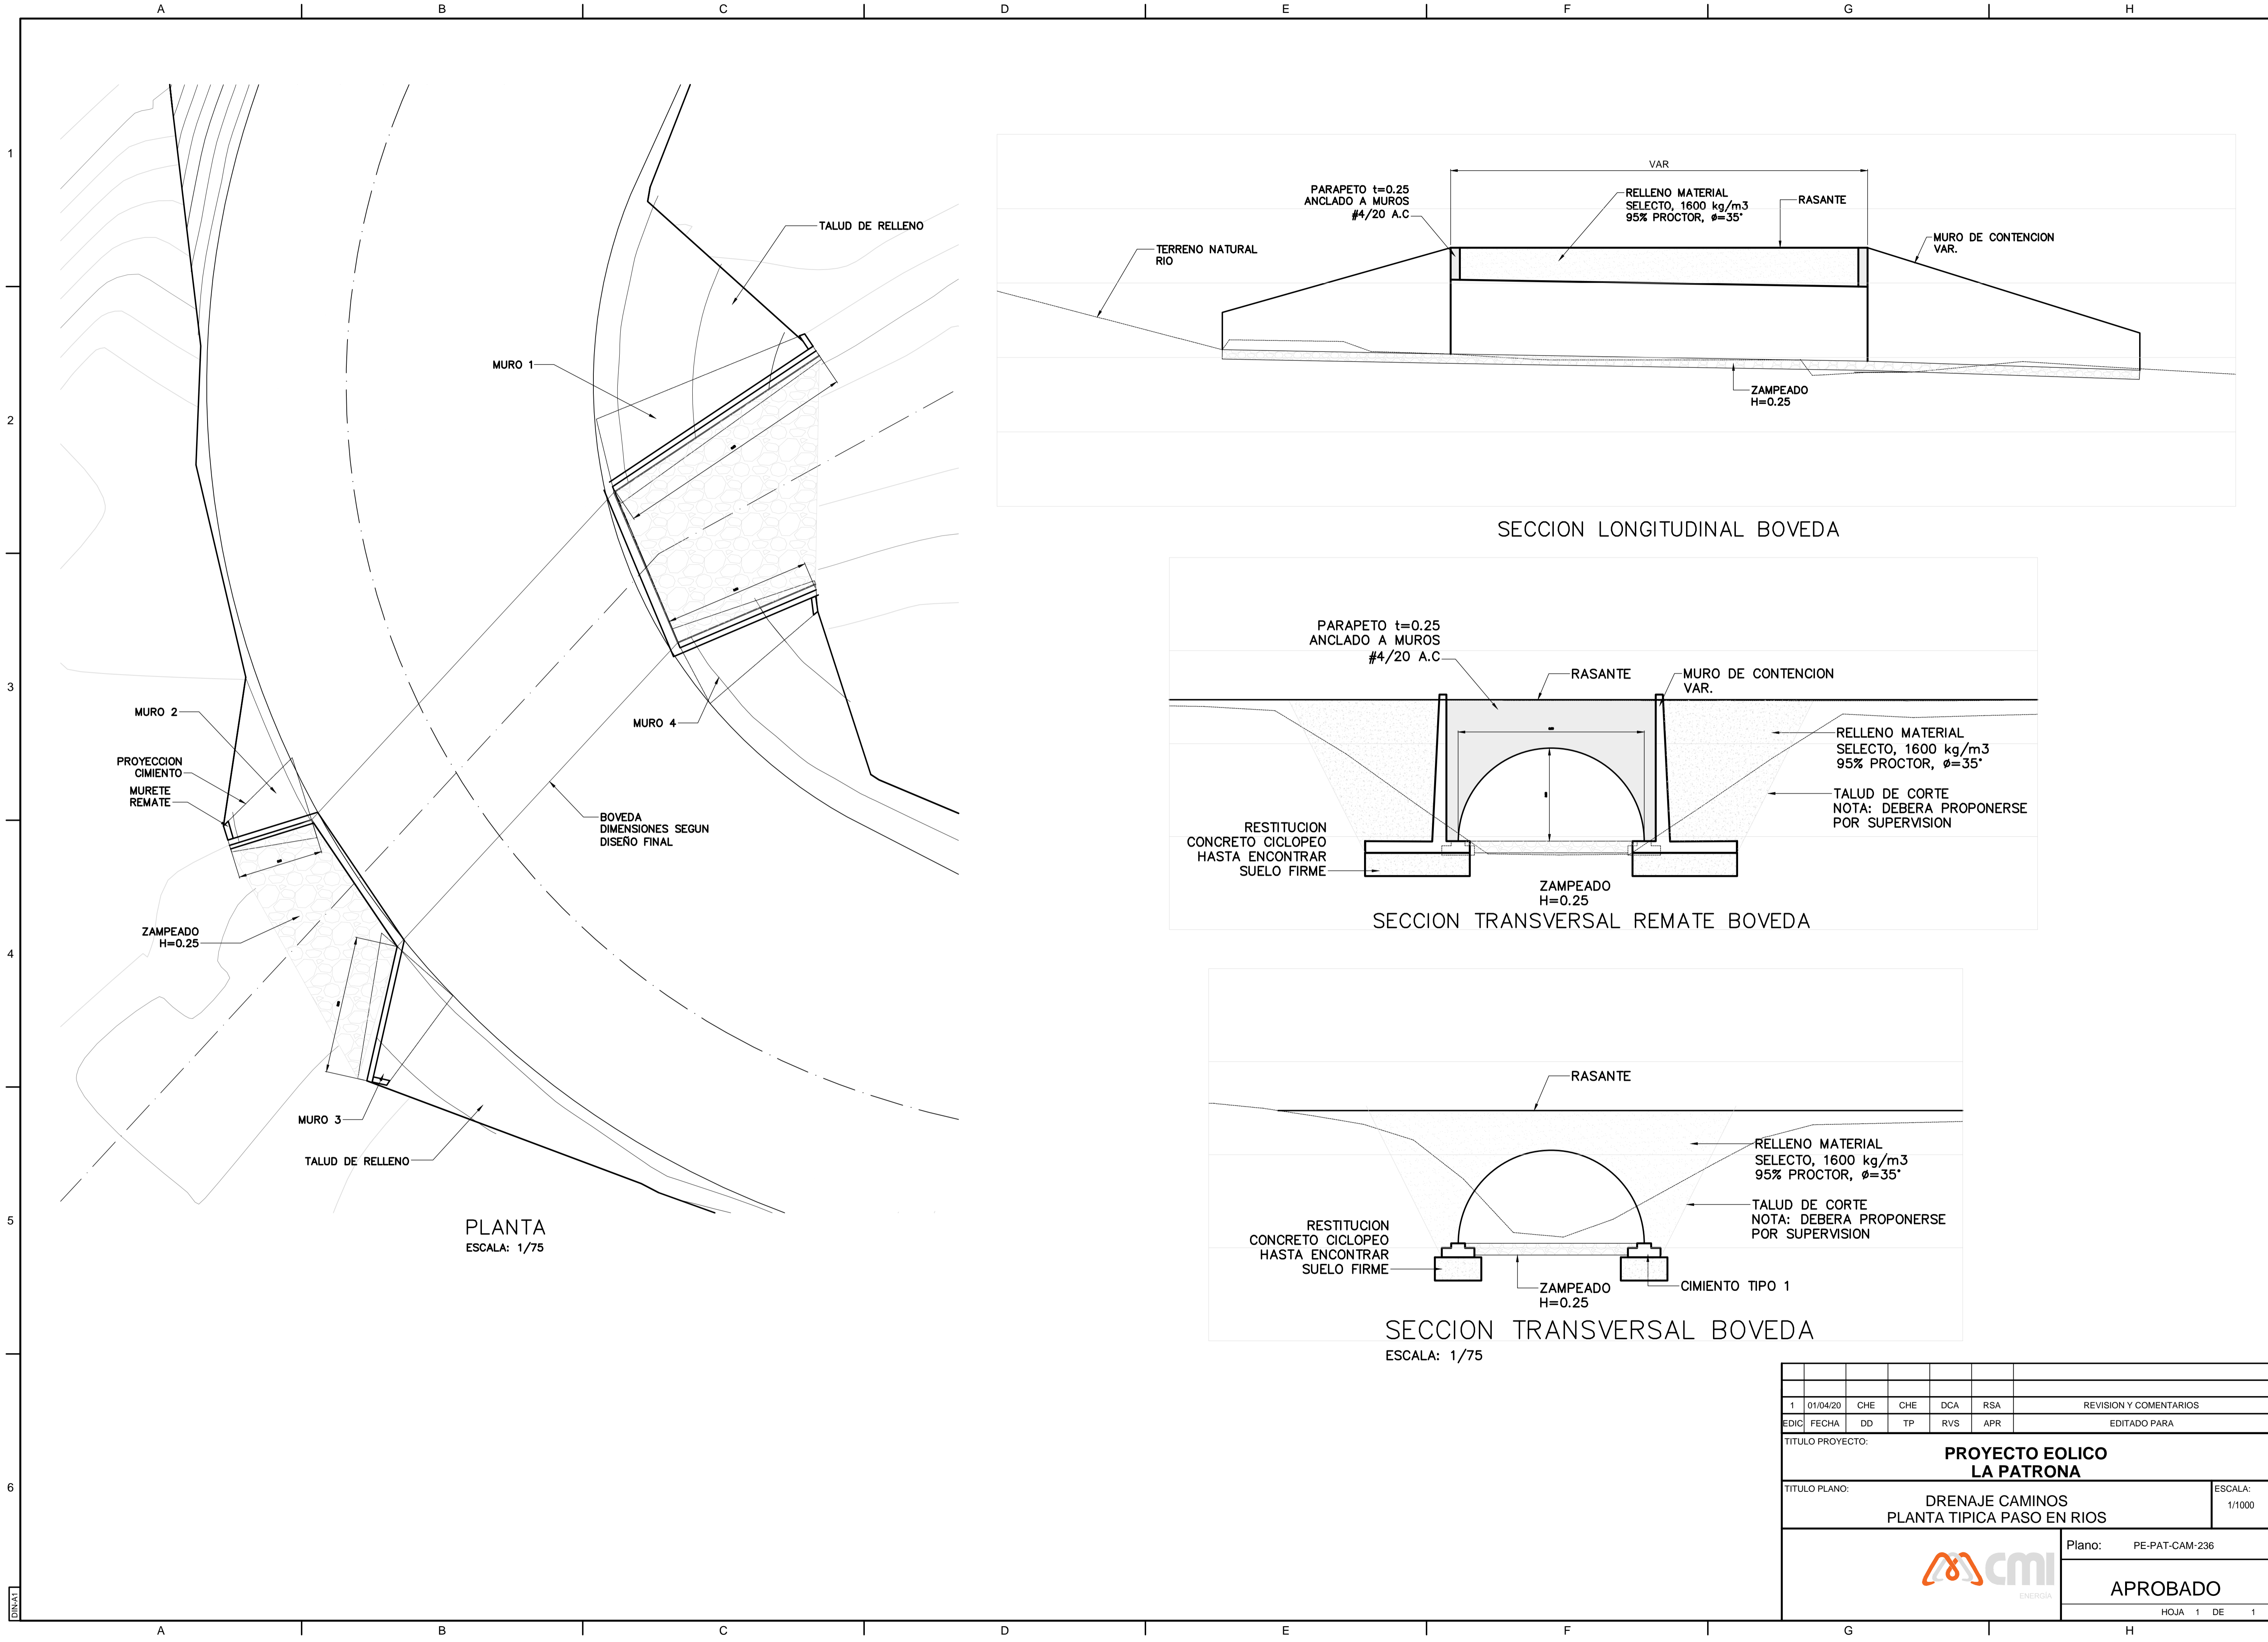 A B C D E F G H
1
2
3
4
5
6
DIN-A1
TALUD DE RELLENO
MURO 1
MURO 2
PROYECCION
CIMIENTO
MURETE
REMATE
MURO 4
BOVEDA
DIMENSIONES SEGUN
DISEÑO FINAL
ZAMPEADO
H=0.25
MURO 3
TALUD DE RELLENO
PLANTA
ESCALA: 1/75
VAR
PARAPETO t=0.25
ANCLADO A MUROS
#4/20 A.C
RELLENO MATERIAL
SELECTO, 1600 kg/m3
95% PROCTOR, ø=35°
RASANTE
TERRENO NATURAL
RIO
MURO DE CONTENCION
VAR.
ZAMPEADO
H=0.25
SECCION LONGITUDINAL BOVEDA
PARAPETO t=0.25
ANCLADO A MUROS
#4/20 A.C
RASANTE
MURO DE CONTENCION
VAR.
RELLENO MATERIAL
SELECTO, 1600 kg/m3
95% PROCTOR, ø=35°
TALUD DE CORTE
NOTA: DEBERA PROPONERSE
POR SUPERVISION
RESTITUCION
CONCRETO CICLOPEO
HASTA ENCONTRAR
SUELO FIRME
ZAMPEADO
H=0.25
SECCION TRANSVERSAL REMATE BOVEDA
RASANTE
RELLENO MATERIAL
SELECTO, 1600 kg/m3
95% PROCTOR, ø=35°
TALUD DE CORTE
NOTA: DEBERA PROPONERSE
POR SUPERVISION
RESTITUCION
CONCRETO CICLOPEO
HASTA ENCONTRAR
SUELO FIRME
ZAMPEADO
H=0.25
CIMIENTO TIPO 1
SECCION TRANSVERSAL BOVEDA
ESCALA: 1/75
1 01/04/20 CHE CHE DCA RSA REVISION Y COMENTARIOS
EDIC FECHA DD TP RVS APR EDITADO PARA
TITULO PROYECTO:
PROYECTO EOLICO
LA PATRONA
TITULO PLANO:
DRENAJE CAMINOS
PLANTA TIPICA PASO EN RIOS
ESCALA:
1/1000
cmi
ENERGÍA
Plano: PE-PAT-CAM-236
APROBADO
HOJA 1 DE 1
A B C D E F G H